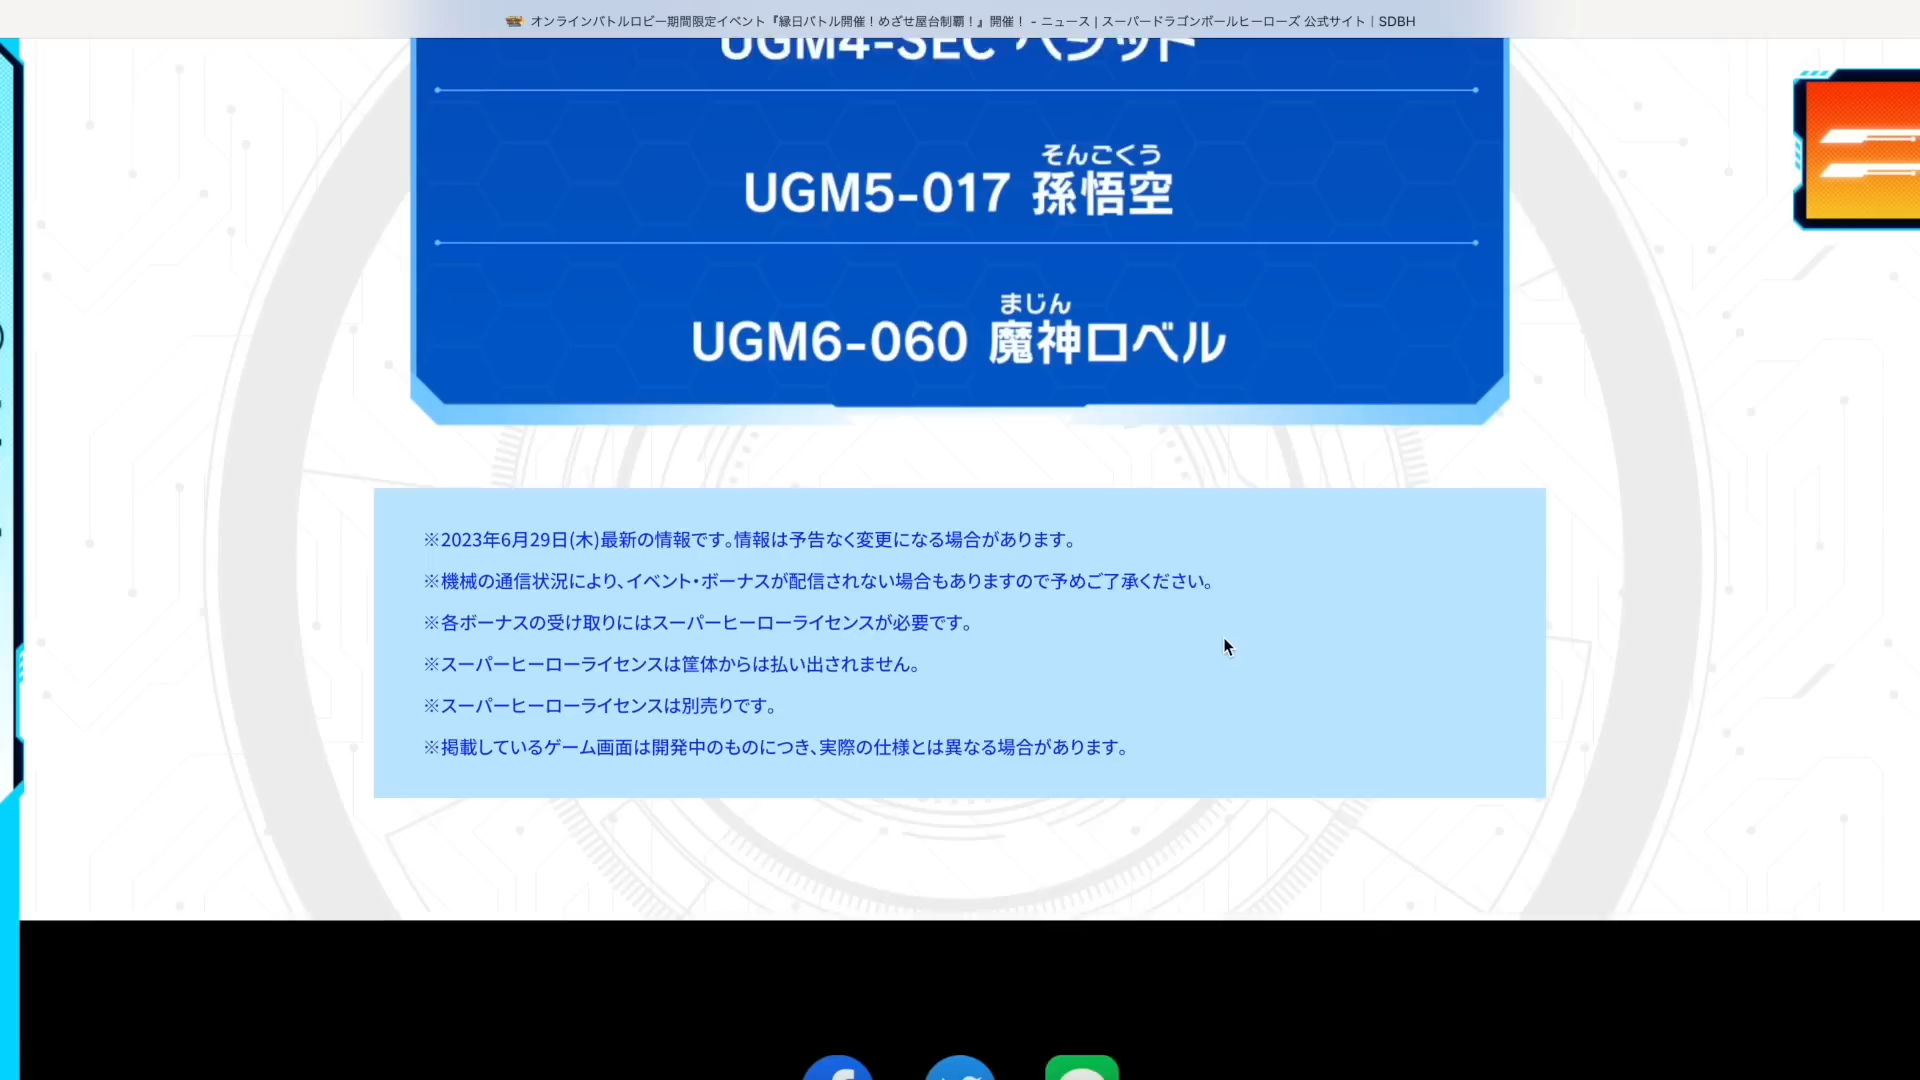 オンラインバトルロビー期間限定イベント『縁日バトル開催！めざせ屋台制覇！』開催！ - ニュース | スーパードラゴンボールヒーローズ 公式サイト｜SDBH
UGM4-SEC ベジット
そんごくう
UGM5-017 孫悟空
まじん
UGM6-060 魔神ロベル
※2023年6月29日(木)最新の情報です。情報は予告なく変更になる場合があります。
※機械の通信状況により、イベント・ボーナスが配信されない場合もありますので予めご了承ください。
※各ボーナスの受け取りにはスーパーヒーローライセンスが必要です。
※スーパーヒーローライセンスは筐体からは払い出されません。
※スーパーヒーローライセンスは別売りです。
※掲載しているゲーム画面は開発中のものにつき、実際の仕様とは異なる場合があります。